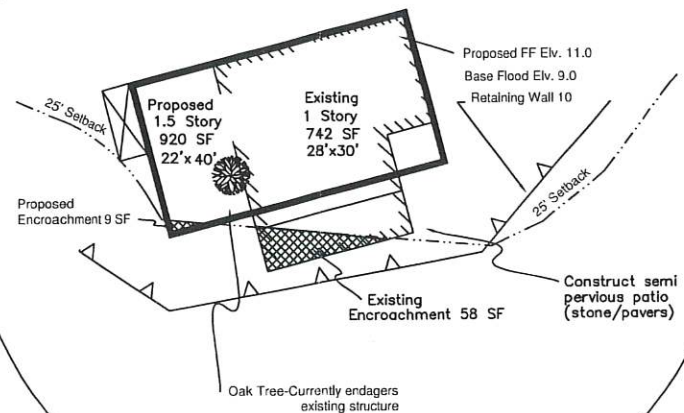 Proposed FF Elv. 11.0
Base Flood Elv. 9.0
Retaining Wall 10
25' Setback
Proposed
1.5 Story
920 SF
22'x 40'
Existing
1 Story
742 SF
28'x30'
Proposed
Encroachment 9 SF
25' Setback
Existing
Encroachment 58 SF
Construct semi
pervious patio
(stone/pavers)
Oak Tree-Currently endagers
existing structure